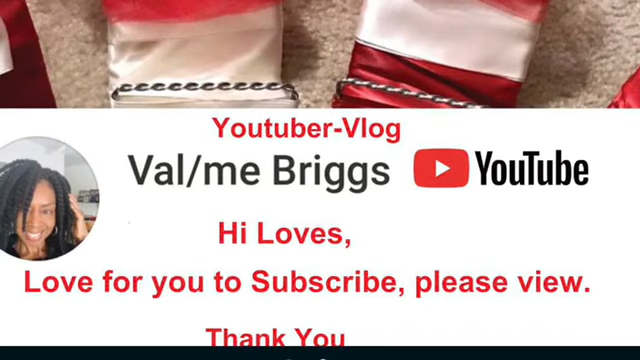 Youtuber-Vlog
Val/me Briggs YouTube
Hi Loves,
Love for you to Subscribe, please view.
Thank You